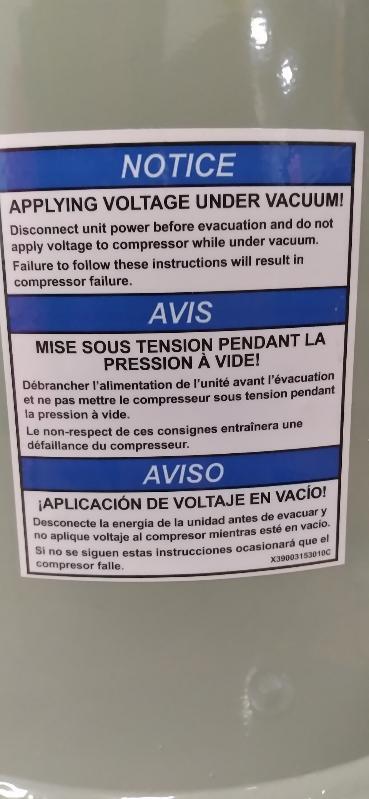 NOTICE
APPLYING VOLTAGE UNDER VACUUM!
Disconnect unit power before evacuation and do not
apply voltage to compressor while under vacuum.
Failure to follow these instructions will result in
compressor failure.
AVIS
MISE SOUS TENSION PENDANT LA
PRESSION À VIDE!
Débrancher l'alimentation de l'unité avant l'évacuation
et ne pas mettre le compresseur sous tension pendant
la pression à vide.
Le non-respect de ces consignes entraînera une
défaillance du compresseur.
AVISO
¡APLICACIÓN DE VOLTAJE EN VACÍO!
Desconecte la energía de la unidad antes de evacuar y
no aplique voltaje al compresor mientras esté en vacío.
Si no se siguen estas instrucciones ocasionará que el
compresor falle.
X39003153010C